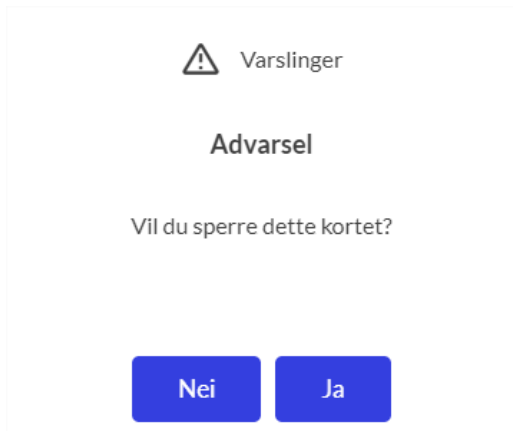 Varslinger
Advarsel
Vil du sperre dette kortet?
Nei Ja